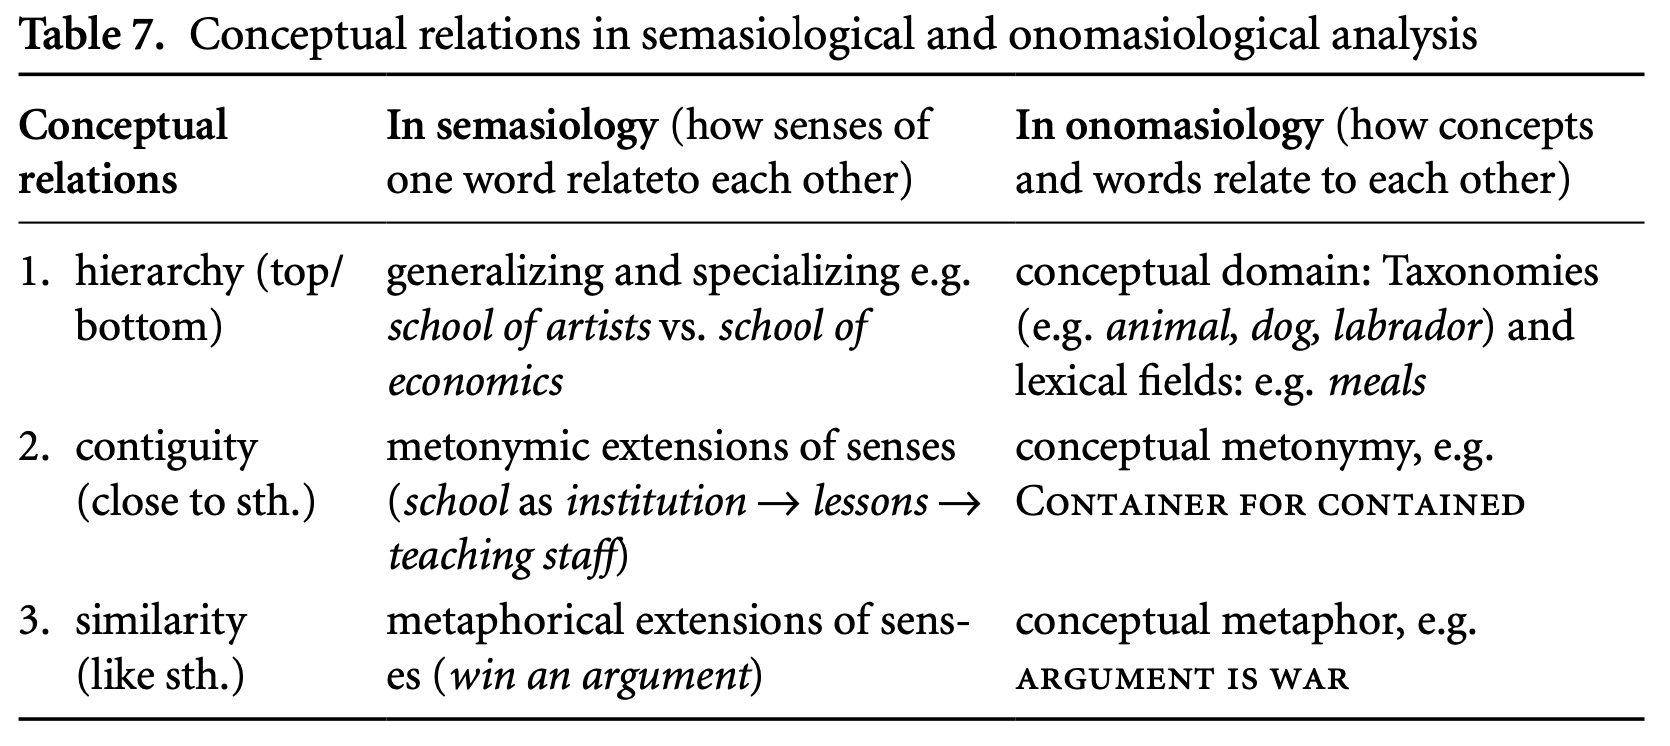 Table 7. Conceptual relations in semasiological and onomasiological analysis
Conceptual
relations
In semasiology (how senses of
one word relateto each other)
In onomasiology (how concepts
and words relate to each other)
1. hierarchy (top/
bottom)
generalizing and specializing e.g.
school of artists vs. school of
economics
conceptual domain: Taxonomies
(e.g. animal, dog, labrador) and
lexical fields: e.g. meals
2. contiguity
(close to sth.)
metonymic extensions of senses
(school as institution → lessons →
teaching staff)
conceptual metonymy, e.g.
CONTAINER FOR CONTAINED
3. similarity
(like sth.)
metaphorical extensions of sens-
es (win an argument)
conceptual metaphor, e.g.
ARGUMENT IS WAR